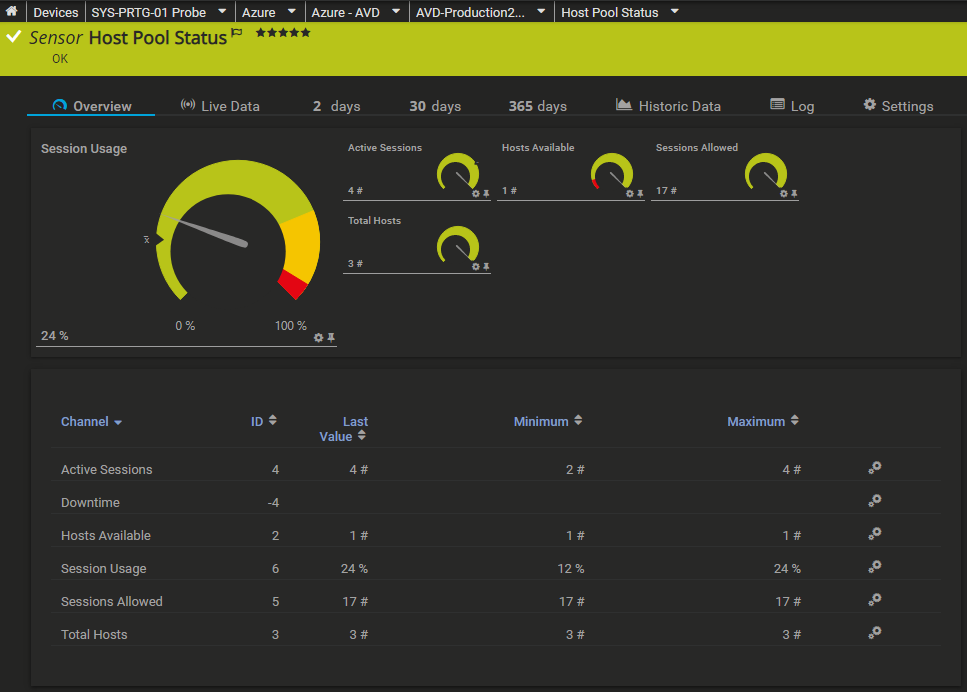 Devices SYS-PRTG-01 Probe Azure Azure - AVD AVD-Production2... Host Pool Status
Sensor Host Pool Status
OK
Overview Live Data 2 days 30 days 365 days Historic Data Log Settings
Session Usage
x̄
0 %
100 %
24 %
Active Sessions
4 #
Hosts Available
1 #
Sessions Allowed
17 #
Total Hosts
3 #
Channel ID Last Value Minimum Maximum
Active Sessions 4 4 # 2 # 4 #
Downtime -4
Hosts Available 2 1 # 1 # 1 #
Session Usage 6 24 % 12 % 24 %
Sessions Allowed 5 17 # 17 # 17 #
Total Hosts 3 3 # 3 # 3 #